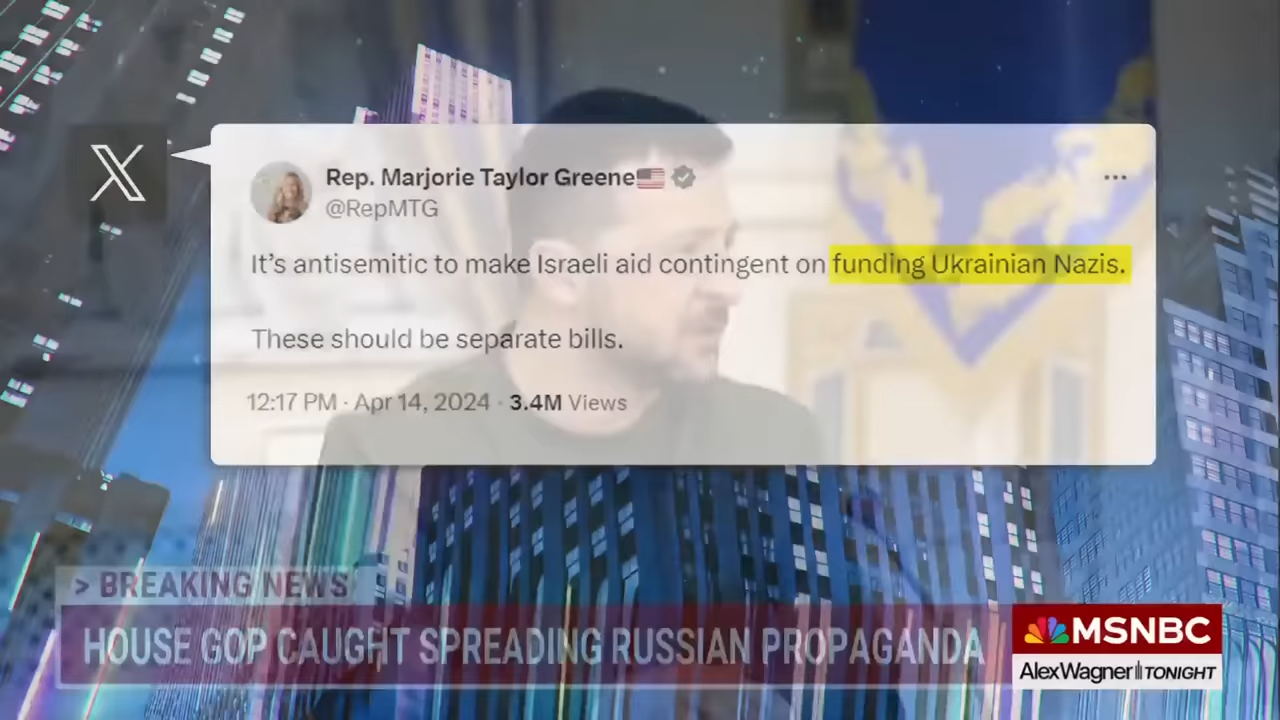 Rep. Marjorie Taylor Greene
@RepMTG
It's antisemitic to make Israeli aid contingent on funding Ukrainian Nazis.
These should be separate bills.
12:17 PM · Apr 14, 2024 · 3.4M Views
> BREAKING NEWS
HOUSE GOP CAUGHT SPREADING RUSSIAN PROPAGANDA
MSNBC
AlexWagner TONIGHT